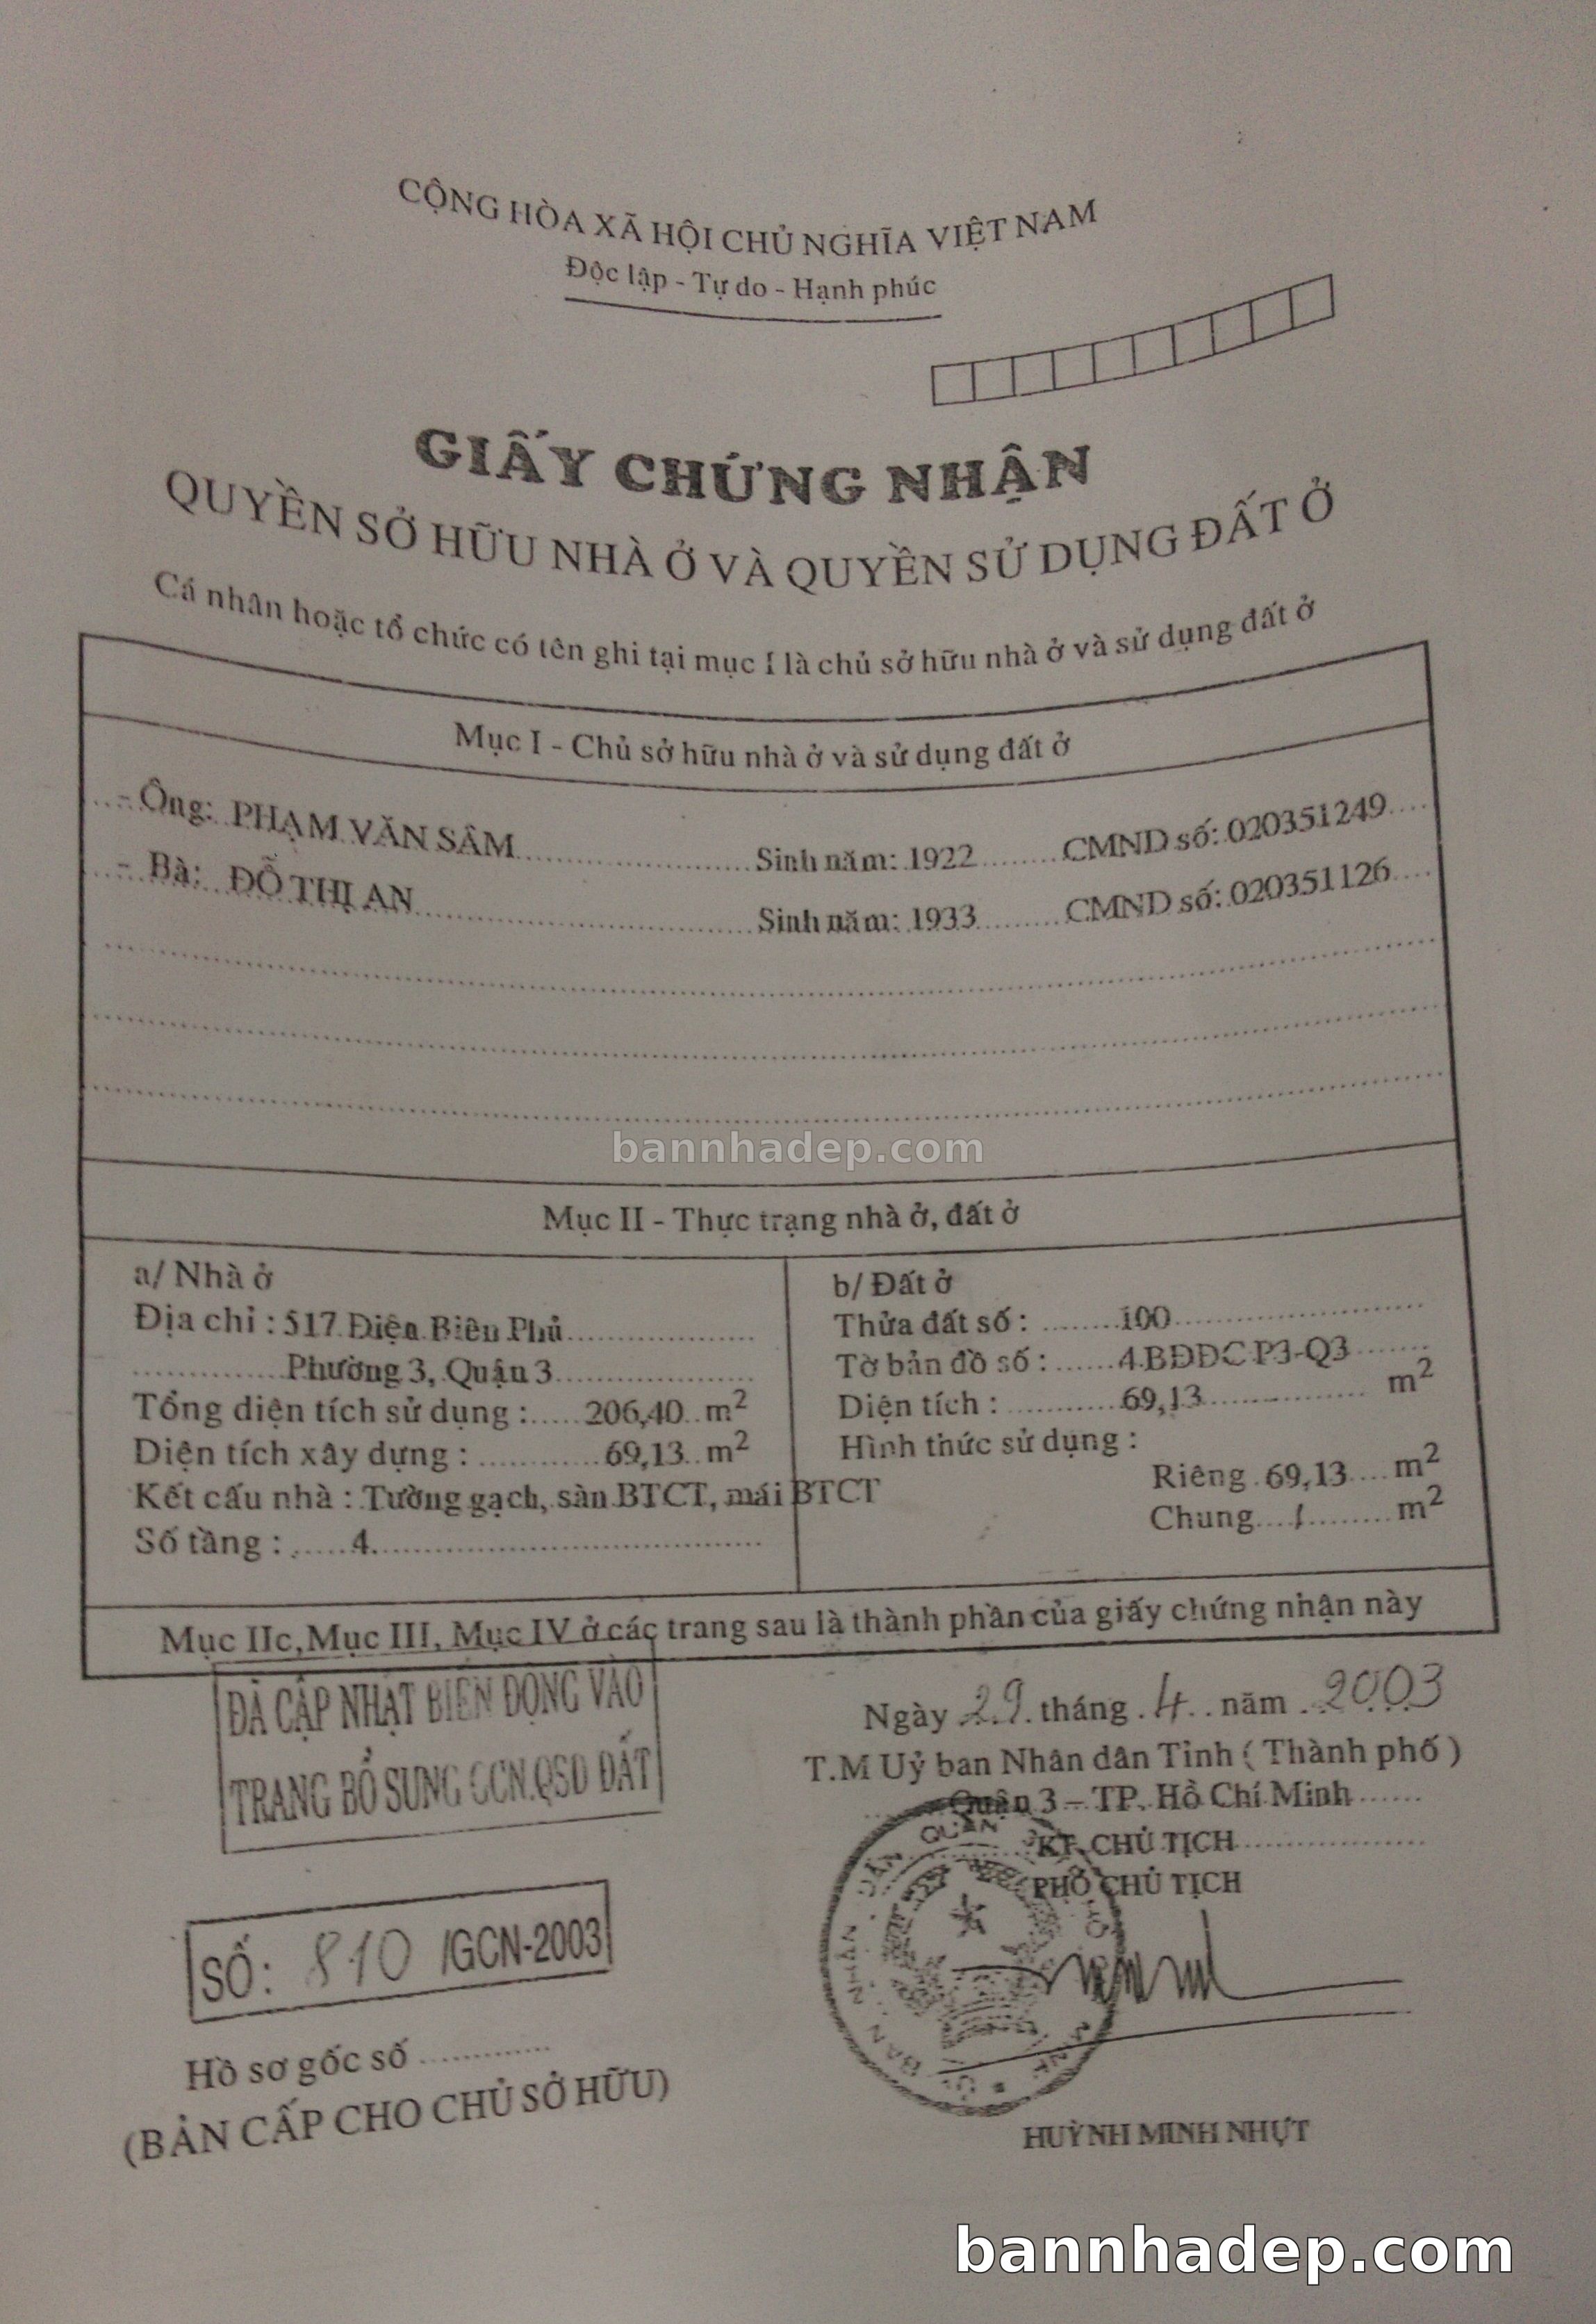 CỘNG HÒA XÃ HỘI CHỦ NGHĨA VIỆT NAM
Độc lập - Tự do - Hạnh phúc
GIẤY CHỨNG NHẬN
QUYỀN SỞ HỮU NHÀ Ở VÀ QUYỀN SỬ DỤNG ĐẤT Ở
Cá nhân hoặc tổ chức có tên ghi tại mục I là chủ sở hữu nhà ở và sử dụng đất ở
Mục I - Chủ sở hữu nhà ở và sử dụng đất ở
- Ông: PHẠM VĂN SÂM Sinh năm: 1922 CMND số: 020351249
- Bà: ĐỖ THỊ AN Sinh năm: 1933 CMND số: 020351126
bannhadep.com
Mục II - Thực trạng nhà ở, đất ở
a/ Nhà ở
Địa chỉ : 517 Điện Biên Phủ
Phường 3, Quận 3
Tổng diện tích sử dụng : 206,40 m²
Diện tích xây dựng : 69,13 m²
Kết cấu nhà : Tường gạch, sàn BTCT, mái BTCT
Số tầng : 4
b/ Đất ở
Thửa đất số : 100
Tờ bản đồ số : 4 BĐĐC P3-Q3
Diện tích : 69,13 m²
Hình thức sử dụng :
Riêng 69,13 m²
Chung / m²
Mục IIc, Mục III, Mục IV ở các trang sau là thành phần của giấy chứng nhận này
ĐÃ CẬP NHẬT BIẾN ĐỘNG VÀO
TRANG BỔ SUNG GCN.QSD ĐẤT
SỐ: 810 /GCN-2003
Hồ sơ gốc số
(BẢN CẤP CHO CHỦ SỞ HỮU)
Ngày 29 tháng 4 năm 2003
T.M Uỷ ban Nhân dân Tỉnh ( Thành phố )
Quận 3 – TP. Hồ Chí Minh
KT. CHỦ TỊCH
PHÓ CHỦ TỊCH
HUỲNH MINH NHỰT
bannhadep.com